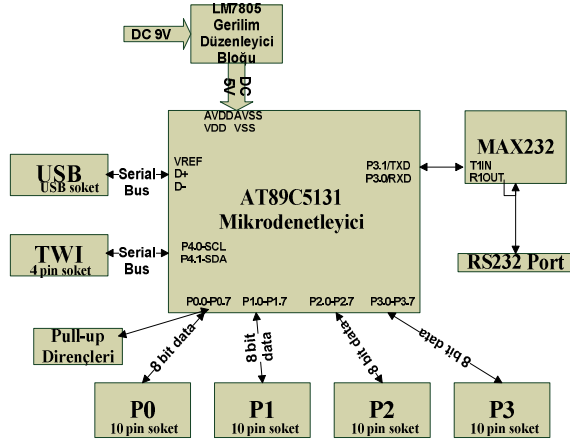 LM7805
Gerilim
Düzenleyici
Bloğu
DC 9V
DC
5V
AVDDAVSS
VDD VSS
USB
USB soket
Serial
Bus
VREF
D+
D-
P3.1/TXD
P3.0/RXD
MAX232
T1IN
R1OUT
AT89C5131
Mikrodenetleyici
TWI
4 pin soket
Serial
Bus
P4.0-SCL
P4.1-SDA
RS232 Port
P0.0-P0.7
P1.0-P1.7
P2.0-P2.7
P3.0-P3.7
Pull-up
Dirençleri
8 bit data
8 bit
data
8 bit data
8 bit data
P0
10 pin soket
P1
10 pin soket
P2
10 pin soket
P3
10 pin soket